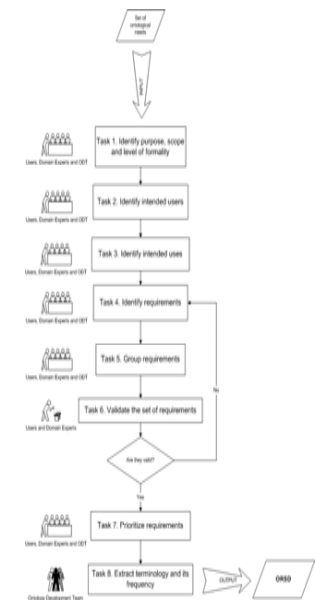 Set of
ontological
needs
INPUT
Task 1. Identify purpose, scope
and level of formality
Users, Domain Experts and ODT
Task 2. Identify intended users
Users, Domain Experts and ODT
Task 3. Identify intended uses
Users, Domain Experts and ODT
Task 4. Identify requirements
Users, Domain Experts and ODT
Task 5. Group requirements
Users, Domain Experts and ODT
No
Task 6. Validate the set of requirements
Users and Domain Experts
Are they valid?
Yes
Task 7. Prioritize requirements
Users, Domain Experts and ODT
Task 8. Extract terminology and its
frequency
Ontology Development Team
OUTPUT
ORSD